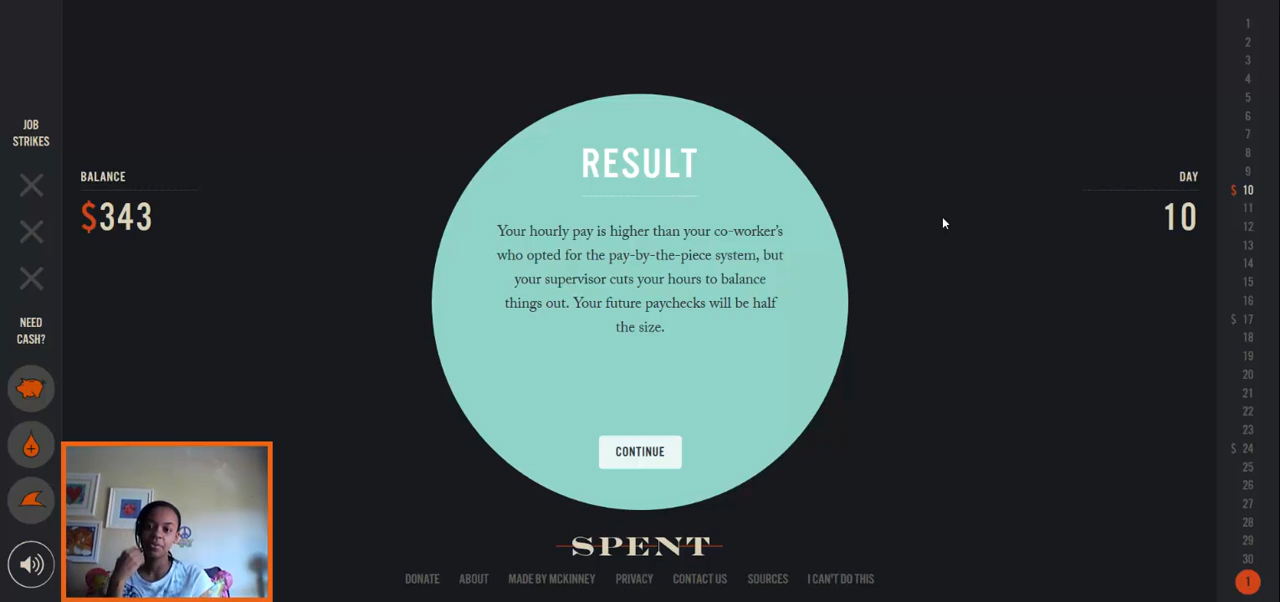 JOB
STRIKES
BALANCE
$343
NEED
CASH?
RESULT
Your hourly pay is higher than your co-worker's
who opted for the pay-by-the-piece system, but
your supervisor cuts your hours to balance
things out. Your future paychecks will be half
the size.
CONTINUE
SPENT
DONATE ABOUT MADE BY MCKINNEY PRIVACY CONTACT US SOURCES I CAN'T DO THIS
DAY
10
1
2
3
4
5
6
7
8
9
$ 10
11
12
13
14
15
16
$ 17
18
19
20
21
22
23
$ 24
25
26
27
28
29
30
1